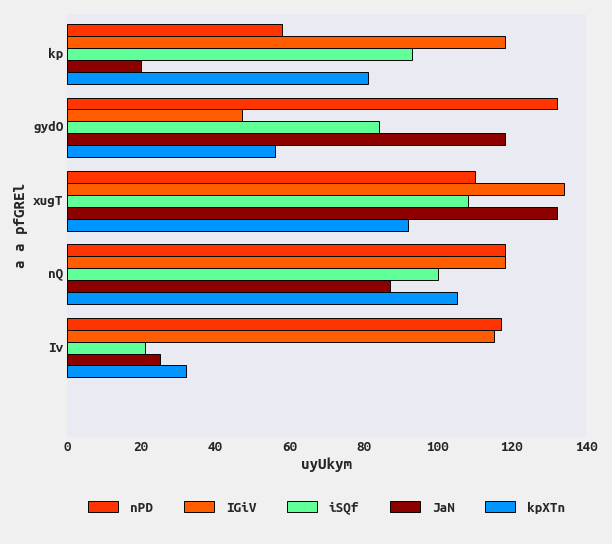 kp
gydO
xugT
nQ
Iv
a a pfGREl
0 20 40 60 80 100 120 140
uyUkym
nPD IGiV iSQf JaN kpXTn